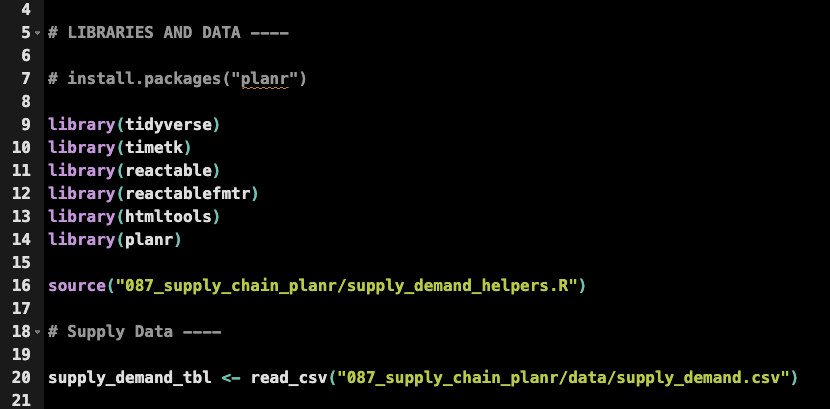 4
5 # LIBRARIES AND DATA ----
6
7 # install.packages("planr")
8
9 library(tidyverse)
10 library(timetk)
11 library(reactable)
12 library(reactablefmtr)
13 library(htmltools)
14 library(planr)
15
16 source("087_supply_chain_planr/supply_demand_helpers.R")
17
18 # Supply Data ----
19
20 supply_demand_tbl <- read_csv("087_supply_chain_planr/data/supply_demand.csv")
21